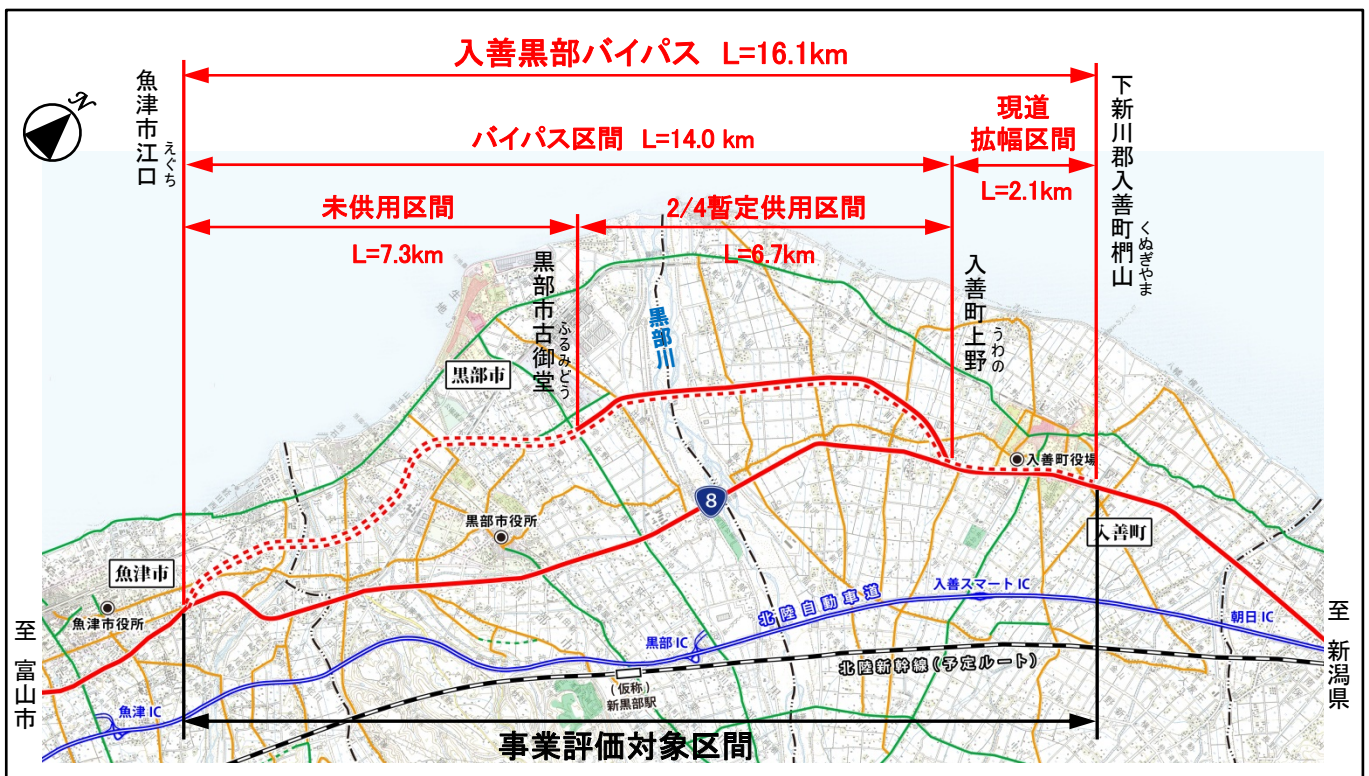 入善黒部バイパス L=16.1km
魚津市江口
えぐち
N
バイパス区間 L=14.0 km
現道
拡幅区間
L=2.1km
下新川郡入善町椚山
くぬぎやま
未供用区間
L=7.3km
2/4暫定供用区間
L=6.7km
黒部市古御堂
ふるみどう
黒部川
入善町上野
うわの
黒部市
入善町役場
8
黒部市役所
入善町
魚津市
魚津市役所
北陸自動車道
入善スマートIC
朝日IC
黒部IC
北陸新幹線(予定ルート)
(仮称)
新黒部駅
魚津IC
至 富山市
至 新潟県
事業評価対象区間